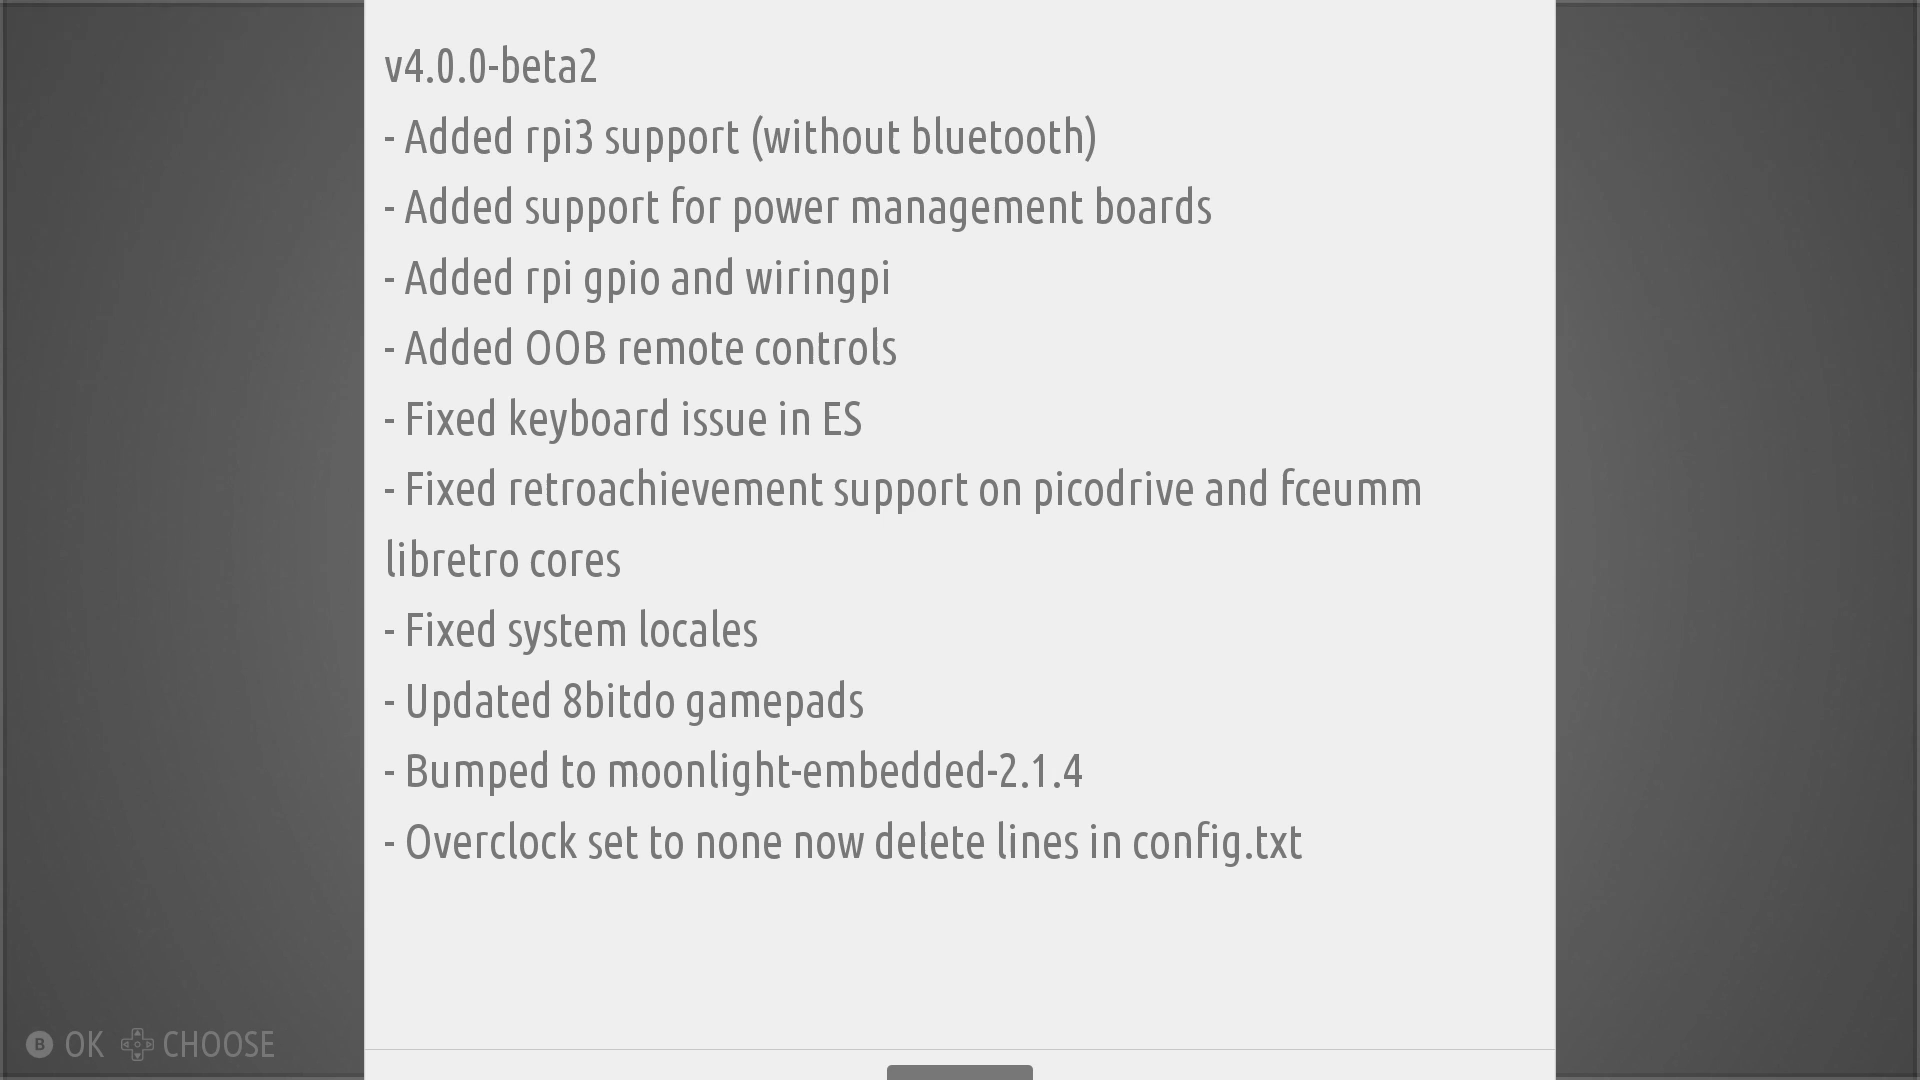 v4.0.0-beta2
- Added rpi3 support (without bluetooth)
- Added support for power management boards
- Added rpi gpio and wiringpi
- Added OOB remote controls
- Fixed keyboard issue in ES
- Fixed retroachievement support on picodrive and fceumm
libretro cores
- Fixed system locales
- Updated 8bitdo gamepads
- Bumped to moonlight-embedded-2.1.4
- Overclock set to none now delete lines in config.txt
B OK CHOOSE